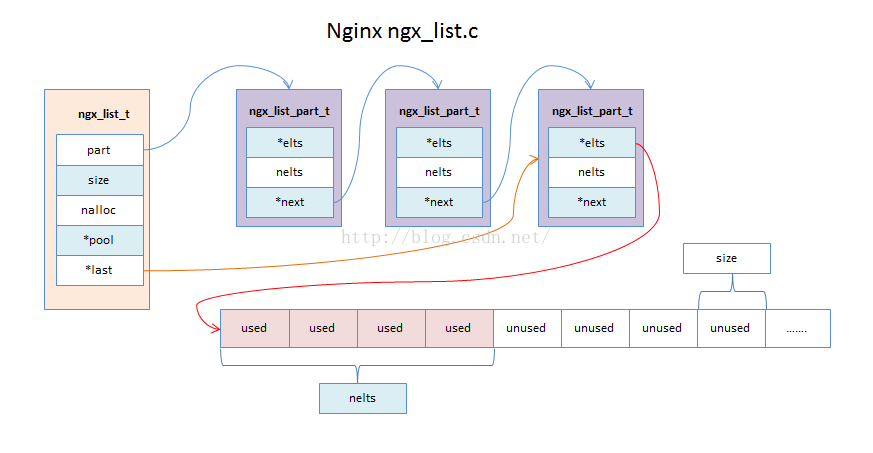 Nginx ngx_list.c
ngx_list_t
part
size
nalloc
*pool
*last
ngx_list_part_t
*elts
nelts
*next
ngx_list_part_t
*elts
nelts
*next
ngx_list_part_t
*elts
nelts
*next
http://blog.csdn.net/
size
used used used used unused unused unused unused .......
nelts